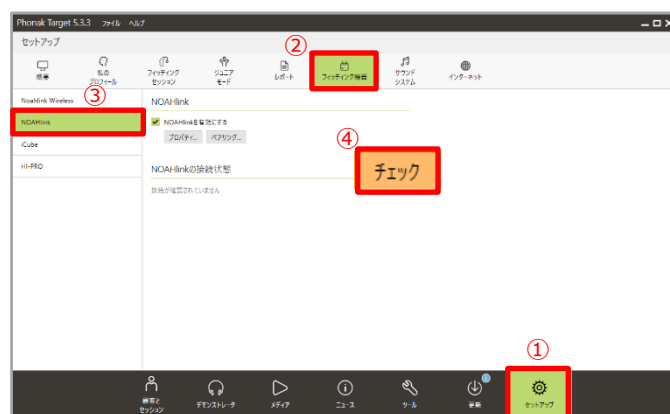 Phonak Target 5.3.3 ファイル ヘルプ
セットアップ
②
概要
私の
プロフィール
フィッティング
セッション
ジュニア
モード
レポート
フィッティング機器
サウンド
システム
インターネット
Noahlink Wireless
③
NOAHlink
iCube
HI-PRO
NOAHlink
NOAHlinkを有効にする
プロパティ...
ペアリング...
④
NOAHlinkの接続状態
チェック
接続が確認されていません
①
顧客と
セッション
デモンストレータ
メディア
ニュース
ツール
更新
セットアップ